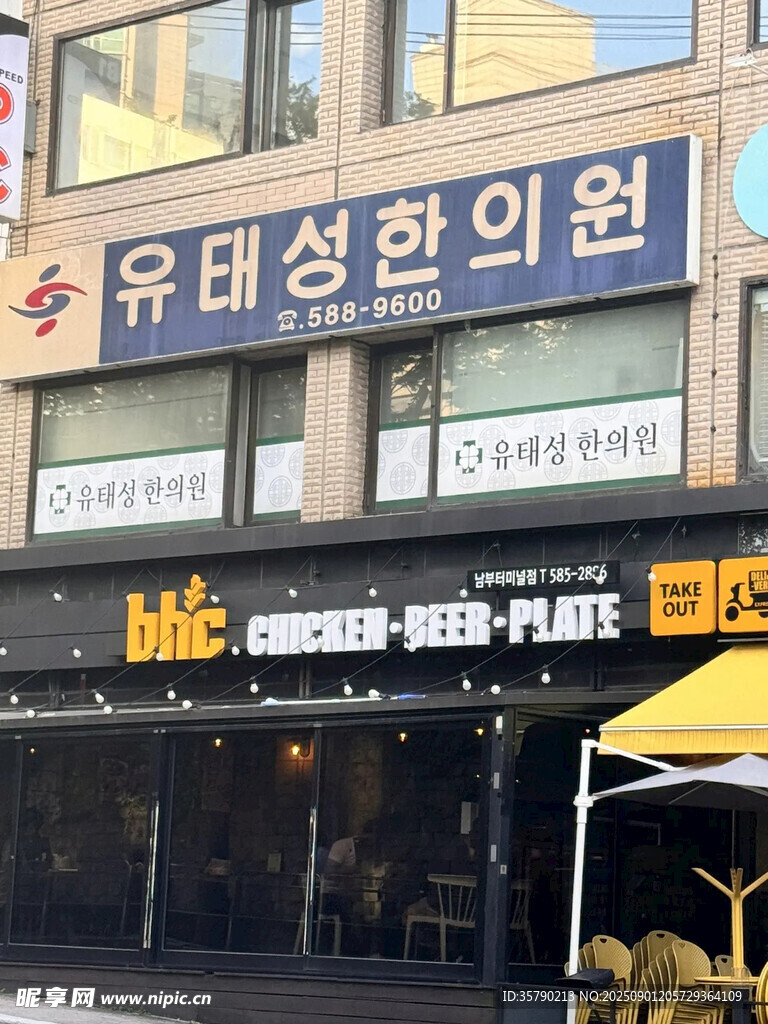 SPEED
유태성한의원
☎.588-9600
유태성 한의원
유태성 한의원
남부터미널점 T 585-2896
bhc CHICKEN·BEER·PLATE
TAKE OUT
昵享网 www.nipic.cn
ID:35790213 NO:20250901205729364109